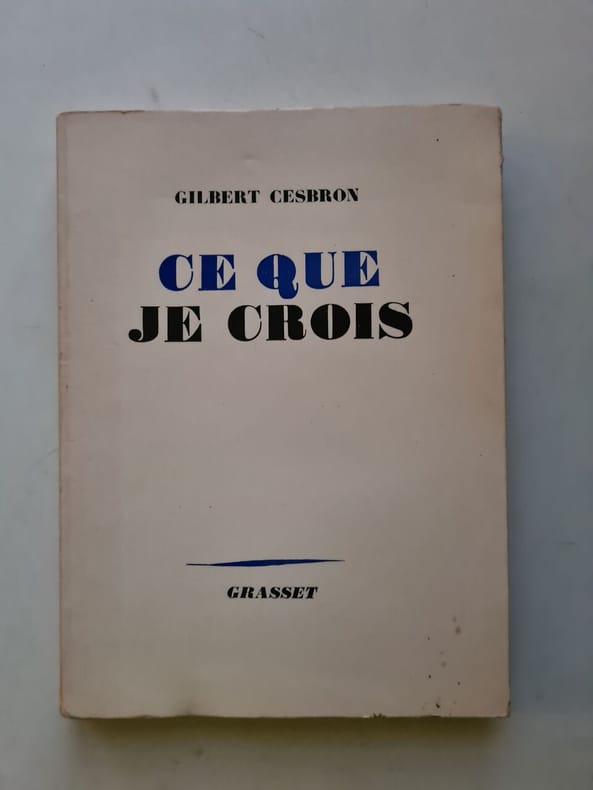 GILBERT CESBRON
CE QUE
JE CROIS
GRASSET